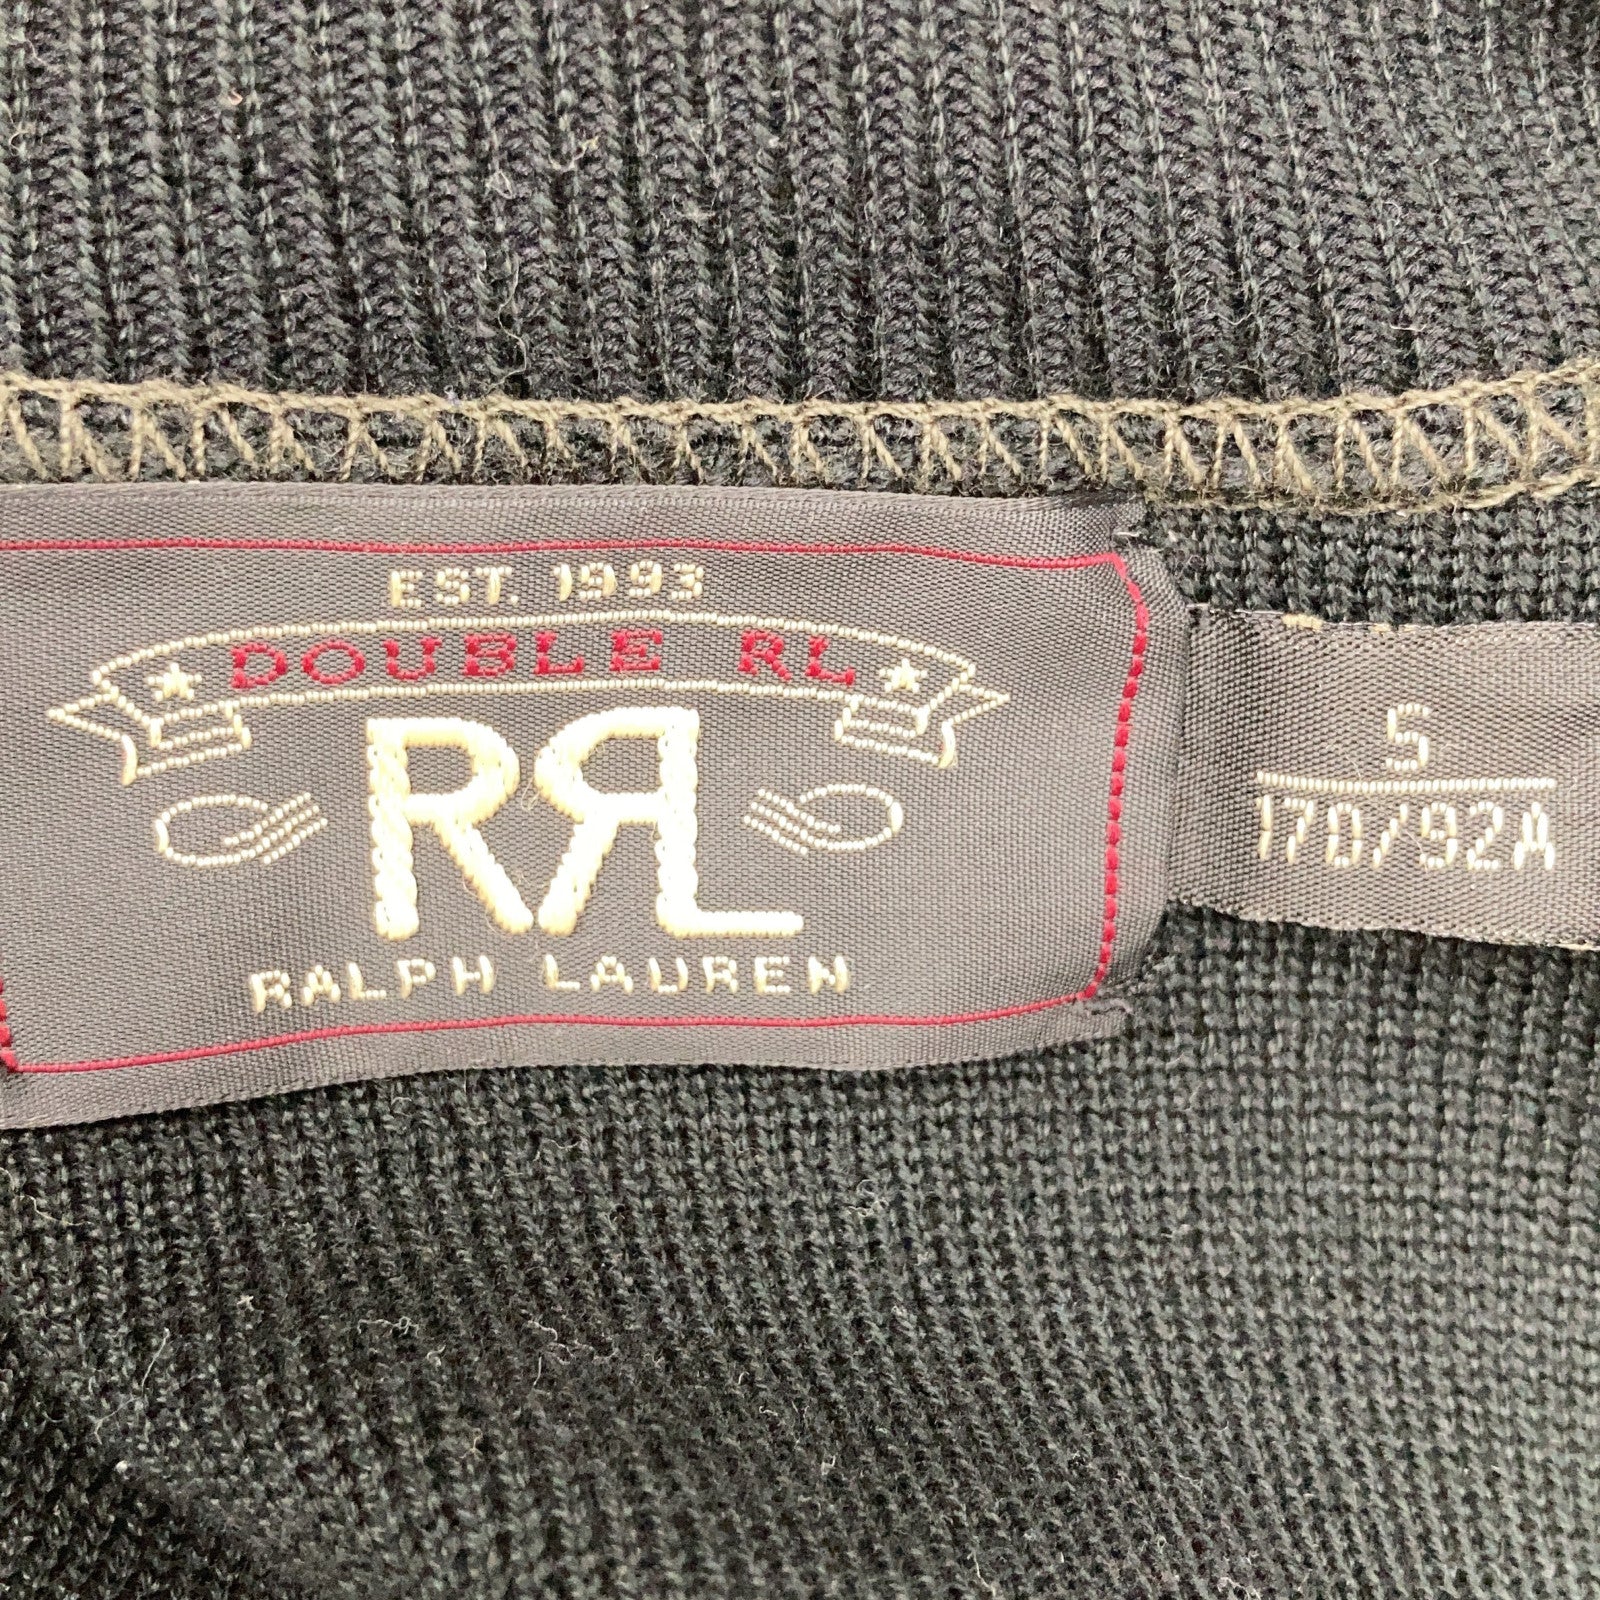 EST. 1993
DOUBLE RL
RRL
RALPH LAUREN
S
170/92A